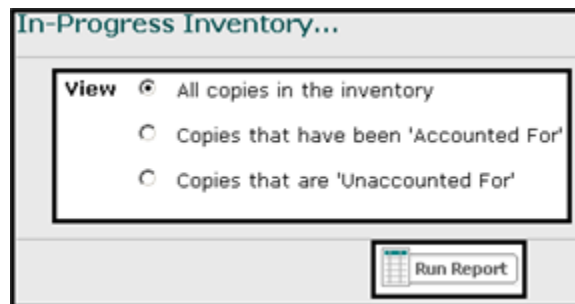 In-Progress Inventory...
View All copies in the inventory
Copies that have been 'Accounted For'
Copies that are 'Unaccounted For'
Run Report